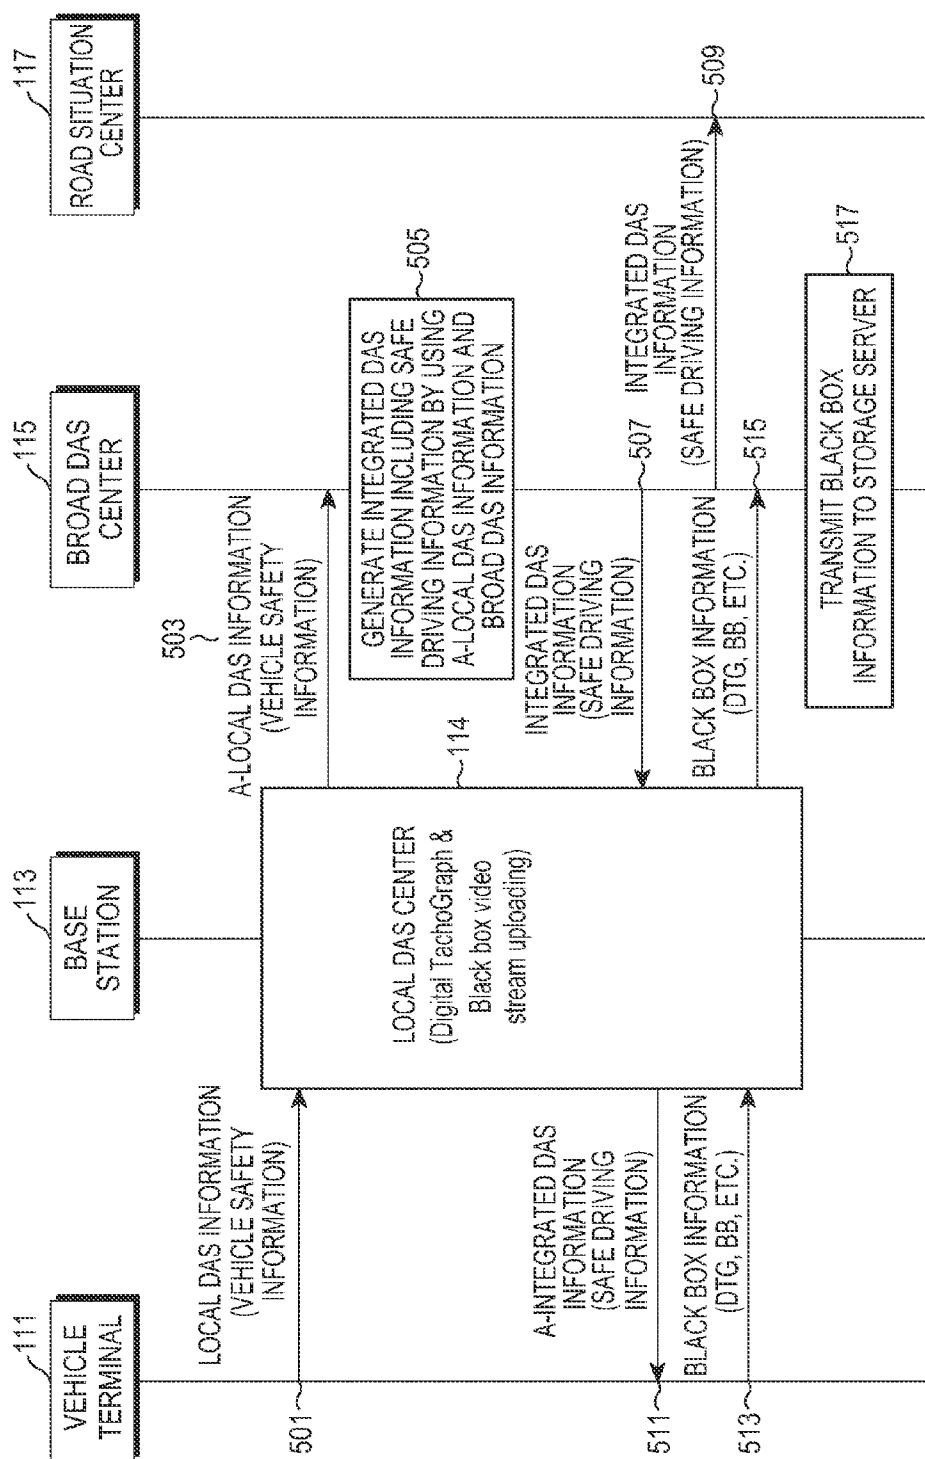 111
VEHICLE
TERMINAL
113
BASE
STATION
115
BROAD DAS
CENTER
117
ROAD SITUATION
CENTER
501
LOCAL DAS INFORMATION
(VEHICLE SAFETY
INFORMATION)
503
A-LOCAL DAS INFORMATION
(VEHICLE SAFETY
INFORMATION)
505
GENERATE INTEGRATED DAS
INFORMATION INCLUDING SAFE
DRIVING INFORMATION BY USING
A-LOCAL DAS INFORMATION AND
BROAD DAS INFORMATION
114
LOCAL DAS CENTER
(Digital TachoGraph &
Black box video
stream uploacing)
INTEGRATED DAS
INFORMATION
(SAFE DRIVING
INFORMATION)
507
INTEGRATED DAS
INFORMATION
(SAFE DRIVING INFORMATION)
509
A-INTEGRATED DAS
INFORMATION
(SAFE DRIVING
INFORMATION)
511
BLACK BOX INFORMATION
(DTG, BB, ETC.)
513
BLACK BOX INFORMATION
(DTG, BB, ETC.)
515
517
TRANSMIT BLACK BOX
INFORMATION TO STORAGE SERVER